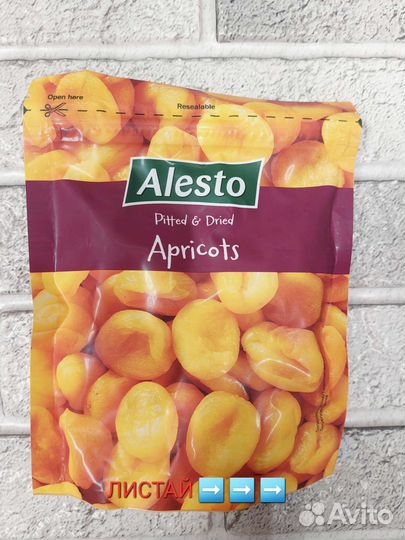 Open here
Resealable
Alesto
Pitted & Dried
Apricots
ЛИСТАЙ➡➡➡
Avito